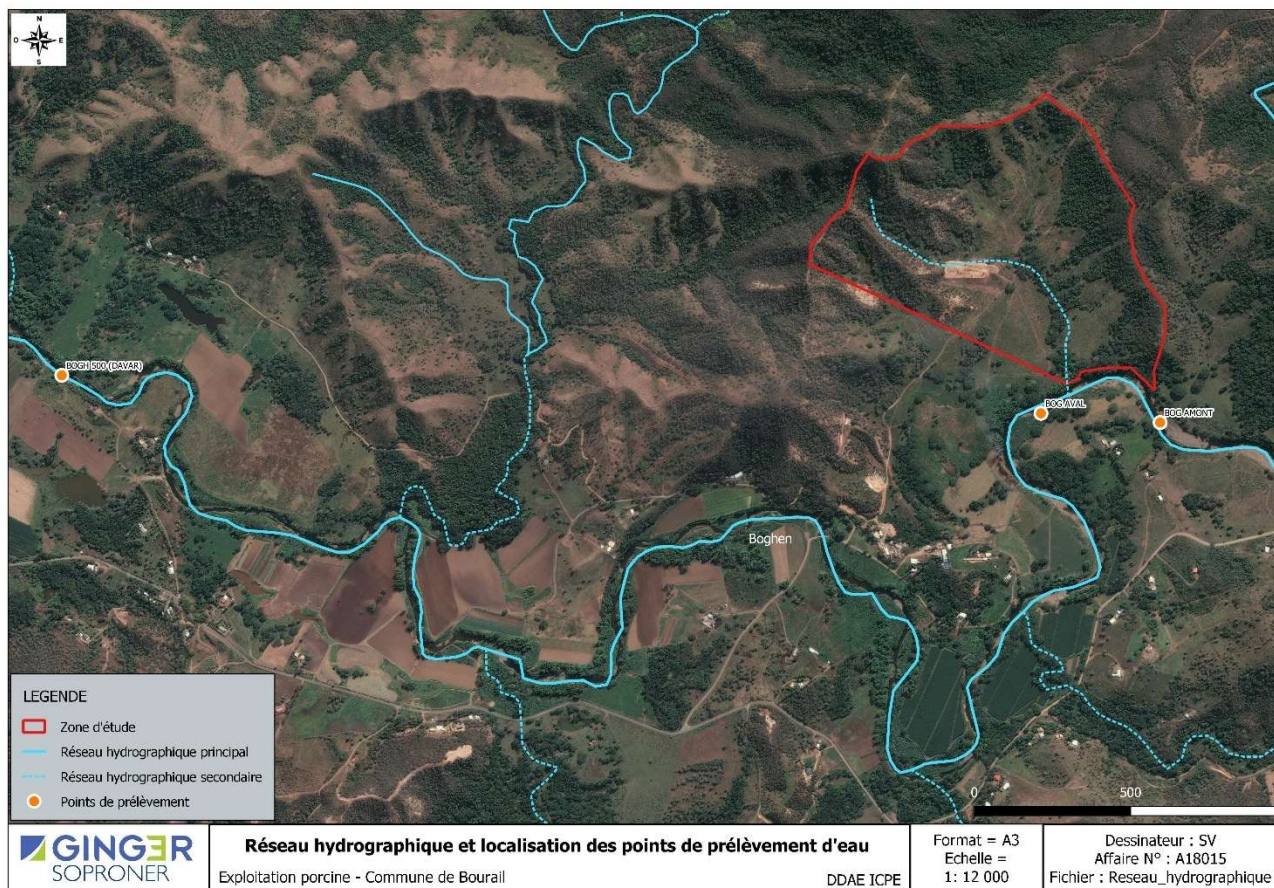 N
O E
S
BOGH 500 (DAVAR)
BOG AVAL
BOG AMONT
Boghen
LEGENDE
Zone d'étude
Réseau hydrographique principal
Réseau hydrographique secondaire
Points de prélèvement
0 500
GINGER
SOPRONER
Réseau hydrographique et localisation des points de prélèvement d'eau
Exploitation porcine - Commune de Bourail
DDAE ICPE
Format = A3
Echelle =
1: 12 000
Dessinateur : SV
Affaire N° : A18015
Fichier : Reseau_hydrographique